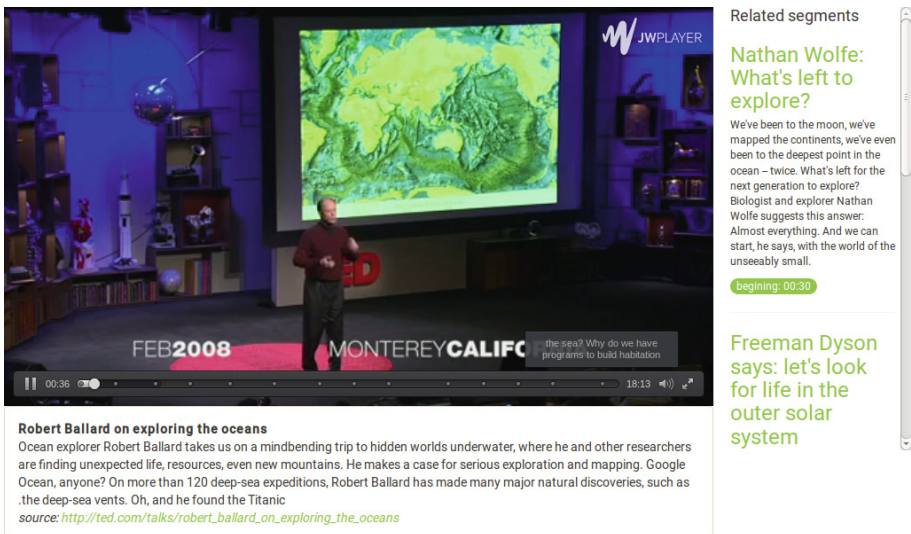 JWPLAYER
TED
FEB2008
MONTEREYCALIFO
the sea? Why do we have
programs to build habitation
00:36
18:13
Robert Ballard on exploring the oceans
Ocean explorer Robert Ballard takes us on a mindbending trip to hidden worlds underwater, where he and other researchers
are finding unexpected life, resources, even new mountains. He makes a case for serious exploration and mapping. Google
Ocean, anyone? On more than 120 deep-sea expeditions, Robert Ballard has made many major natural discoveries, such as
.the deep-sea vents. Oh, and he found the Titanic
source: http://ted.com/talks/robert_ballard_on_exploring_the_oceans
Related segments
Nathan Wolfe:
What's left to
explore?
We've been to the moon, we've
mapped the continents, we've even
been to the deepest point in the
ocean – twice. What's left for the
next generation to explore?
Biologist and explorer Nathan
Wolfe suggests this answer:
Almost everything. And we can
start, he says, with the world of the
unseeably small.
begining: 00:30
Freeman Dyson
says: let's look
for life in the
outer solar
system